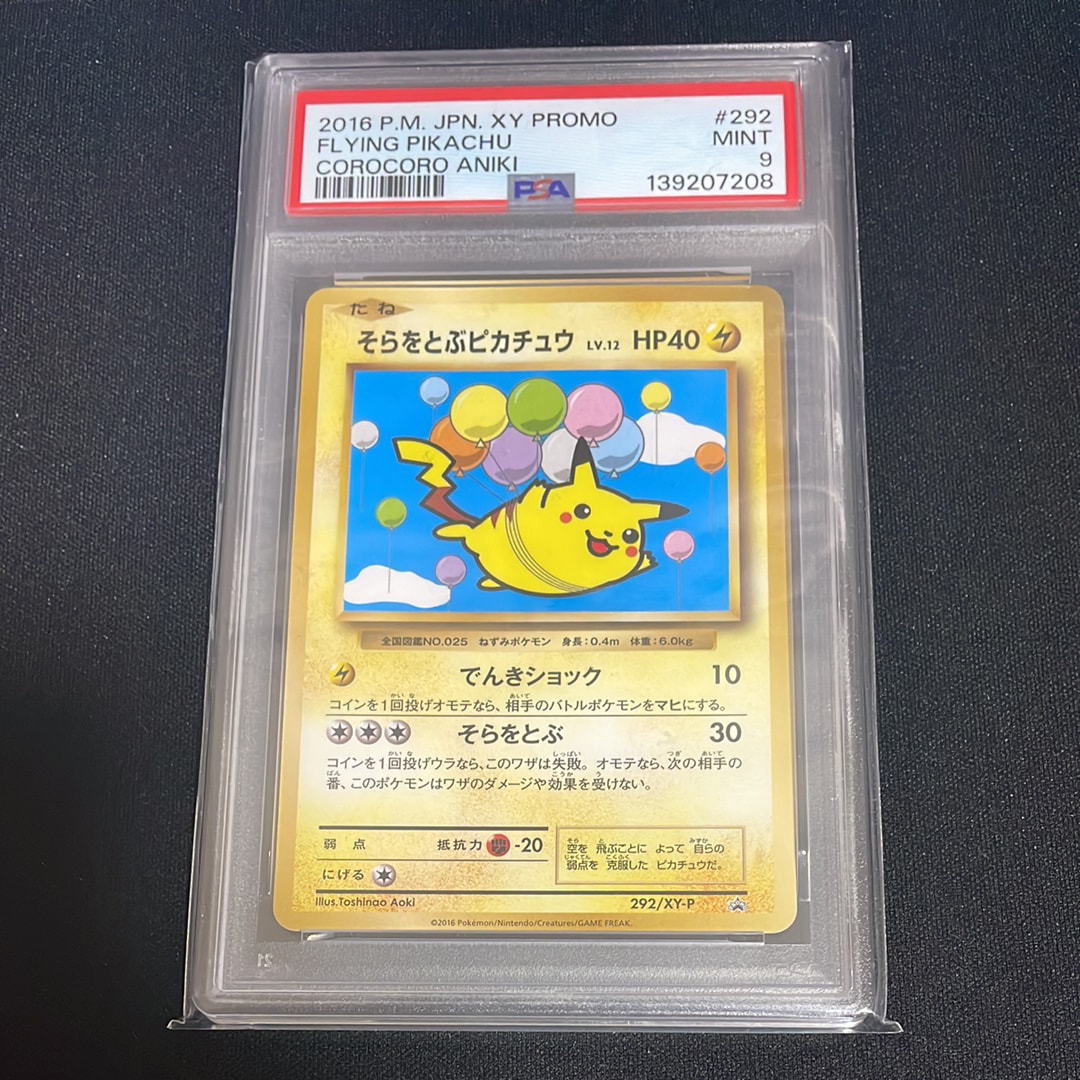 2016 P.M. JPN. XY PROMO #292
FLYING PIKACHU MINT
COROCORO ANIKI 9
PSA 139207208
たね
そらをとぶピカチュウ LV.12 HP40
全国図鑑NO.025 ねずみポケモン 身長:0.4m 体重:6.0kg
でんきショック 10
コインを1回投げオモテなら、相手のバトルポケモンをマヒにする。
そらをとぶ 30
コインを1回投げウラなら、このワザは失敗。オモテなら、次の相手の
番、このポケモンはワザのダメージや効果を受けない。
弱点 抵抗力 -20
にげる
空を 飛ぶことに よって 自らの
弱点を 克服した ピカチュウだ。
Illus.Toshinao Aoki 292/XY-P
©2016 Pokémon/Nintendo/Creatures/GAME FREAK.